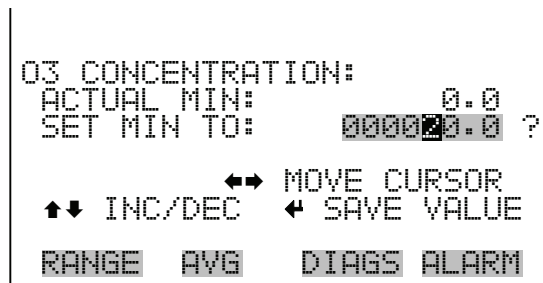 O3 CONCENTRATION:
ACTUAL MIN: 0.0
SET MIN TO: 000020.0 ?
⬅➡ MOVE CURSOR
⬆⬇ INC/DEC ↵ SAVE VALUE
RANGE AVG DIAGS ALARM